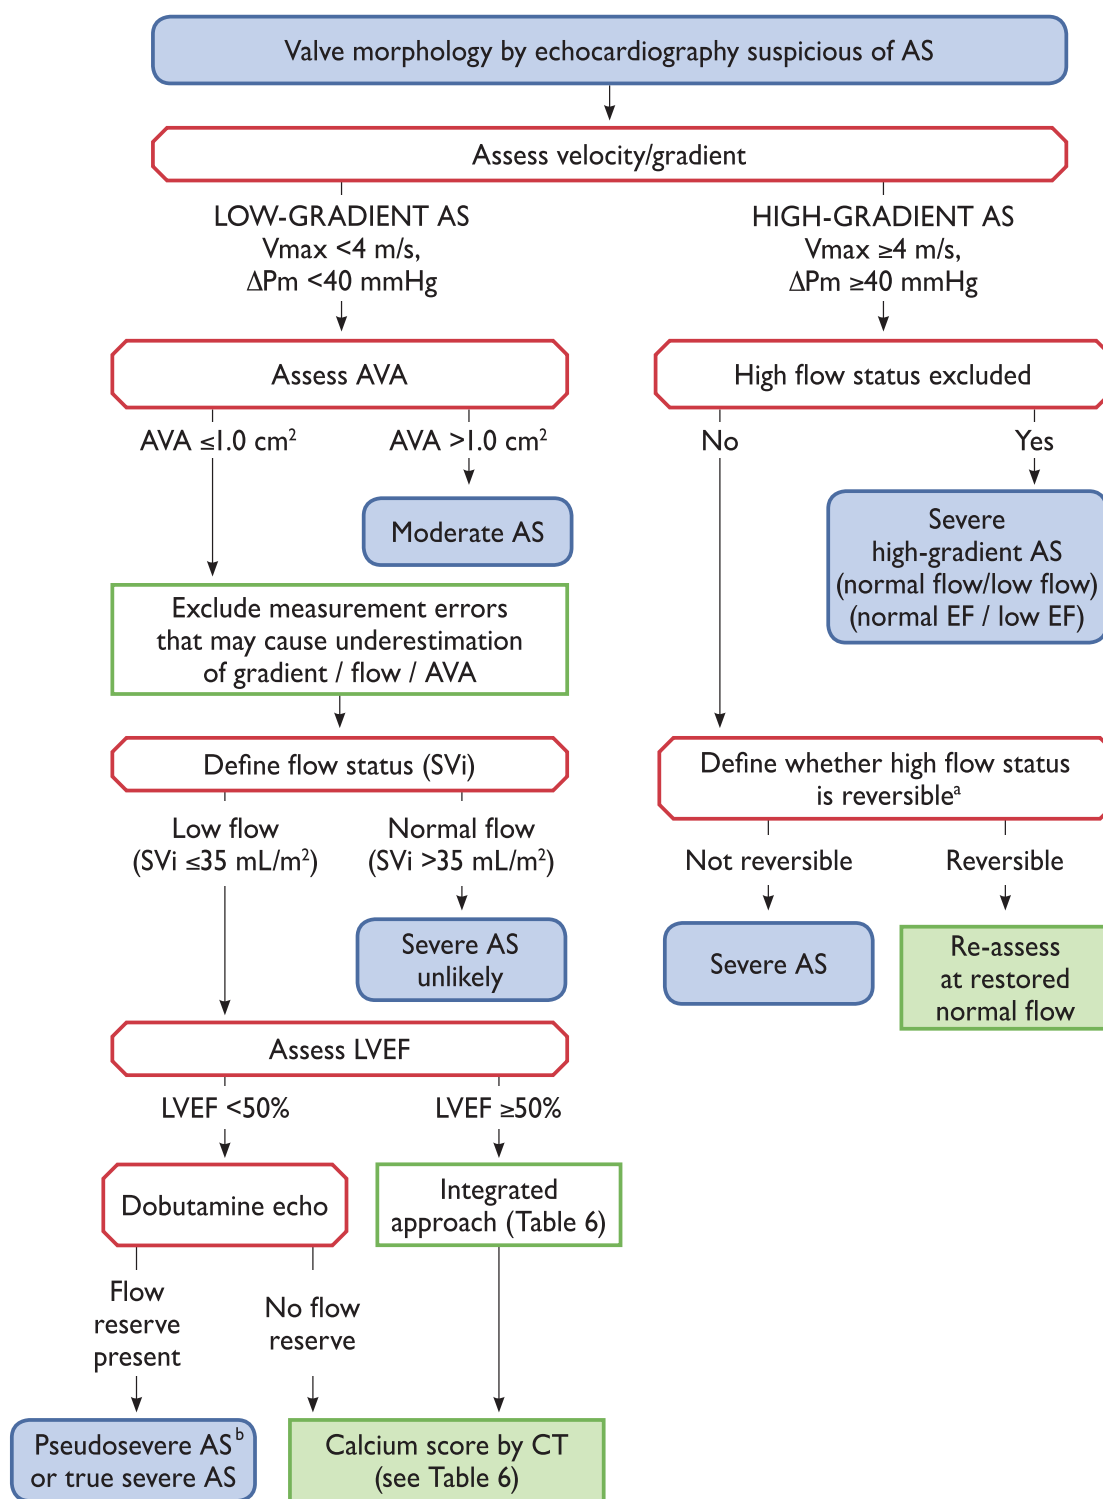 Valve morphology by echocardiography suspicious of AS
Assess velocity/gradient
LOW-GRADIENT AS
Vmax <4 m/s,
ΔPm <40 mmHg
HIGH-GRADIENT AS
Vmax ≥4 m/s,
ΔPm ≥40 mmHg
Assess AVA
High flow status excluded
AVA ≤1.0 cm²
AVA >1.0 cm²
No
Yes
Moderate AS
Severe
high-gradient AS
(normal flow/low flow)
(normal EF / low EF)
Exclude measurement errors
that may cause underestimation
of gradient / flow / AVA
Define flow status (SVi)
Define whether high flow status
is reversibleᵃ
Low flow
(SVi ≤35 mL/m²)
Normal flow
(SVi >35 mL/m²)
Not reversible
Reversible
Severe AS
unlikely
Severe AS
Re-assess
at restored
normal flow
Assess LVEF
LVEF <50%
LVEF ≥50%
Dobutamine echo
Integrated
approach (Table 6)
Flow
reserve
present
No flow
reserve
Pseudosevere ASᵇ
or true severe AS
Calcium score by CT
(see Table 6)